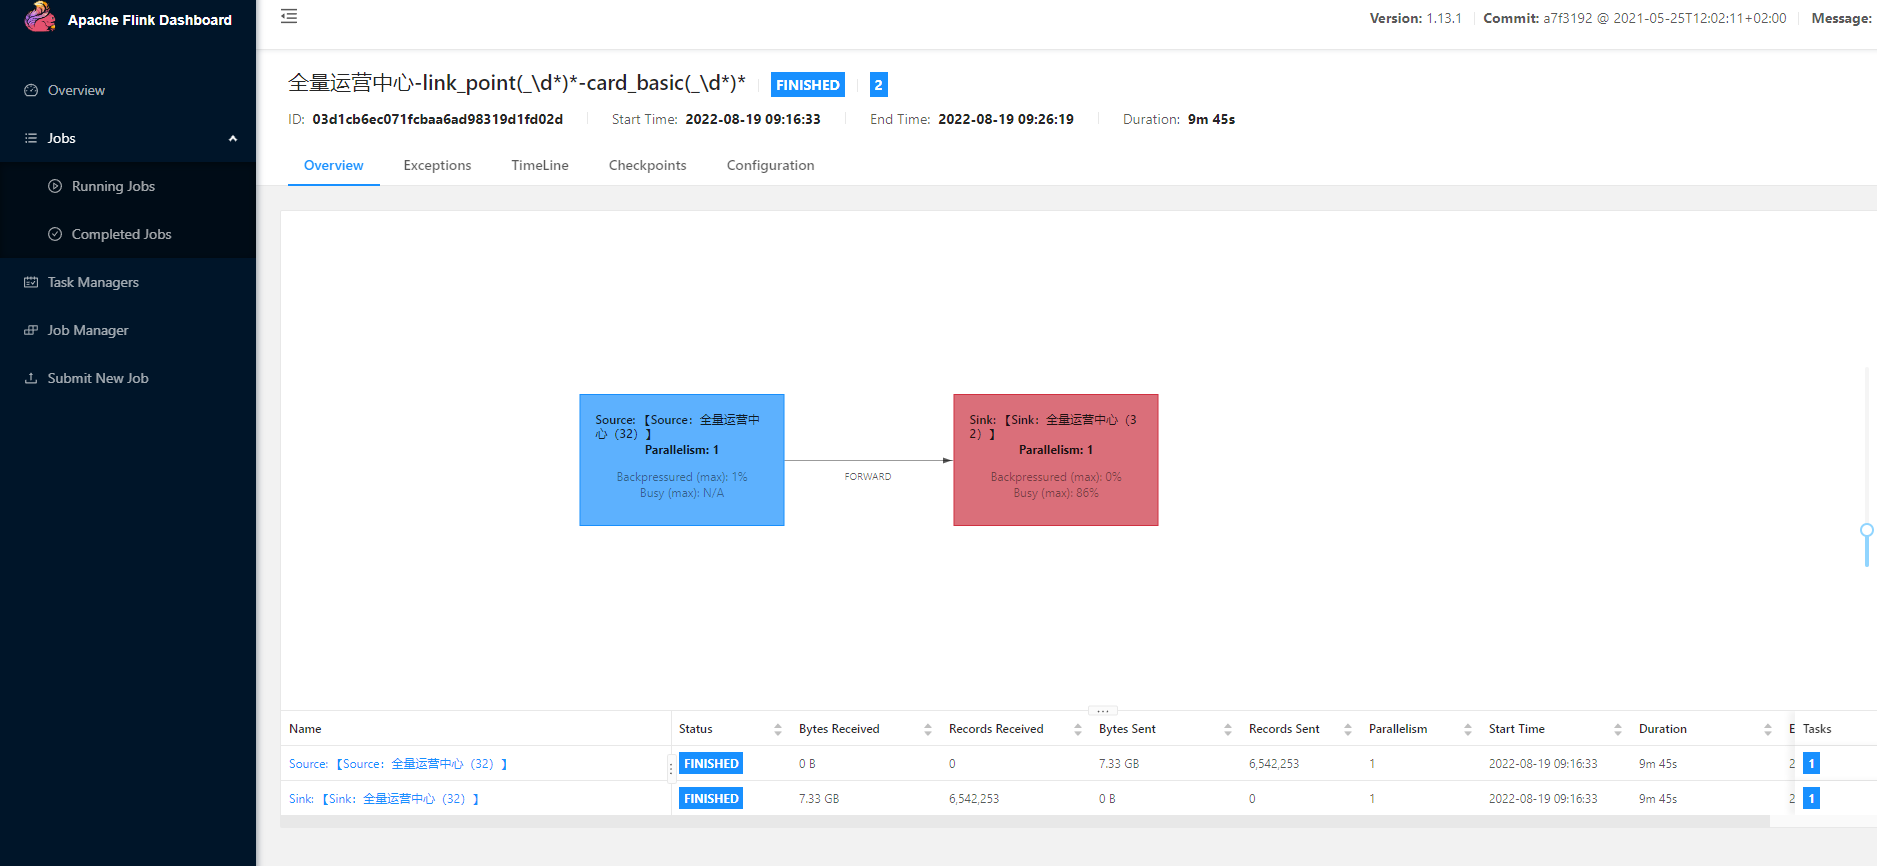 Apache Flink Dashboard
Version: 1.13.1 Commit: a7f3192 @ 2021-05-25T12:02:11+02:00 Message:
Overview
Jobs
Running Jobs
Completed Jobs
Task Managers
Job Manager
Submit New Job
全量运营中心-link_point(_\d*)*-card_basic(_\d*)* FINISHED 2
ID: 03d1cb6ec071fcbaa6ad98319d1fd02d Start Time: 2022-08-19 09:16:33 End Time: 2022-08-19 09:26:19 Duration: 9m 45s
Overview Exceptions TimeLine Checkpoints Configuration
Source: 【Source：全量运营中
心（32）】
Parallelism: 1
Backpressured (max): 1%
Busy (max): N/A
FORWARD
Sink: 【Sink：全量运营中心（3
2）】
Parallelism: 1
Backpressured (max): 0%
Busy (max): 86%
Name Status Bytes Received Records Received Bytes Sent Records Sent Parallelism Start Time Duration E Tasks
Source: 【Source：全量运营中心（32）】 FINISHED 0 B 0 7.33 GB 6,542,253 1 2022-08-19 09:16:33 9m 45s 2 1
Sink: 【Sink：全量运营中心（32）】 FINISHED 7.33 GB 6,542,253 0 B 0 1 2022-08-19 09:16:33 9m 45s 2 1